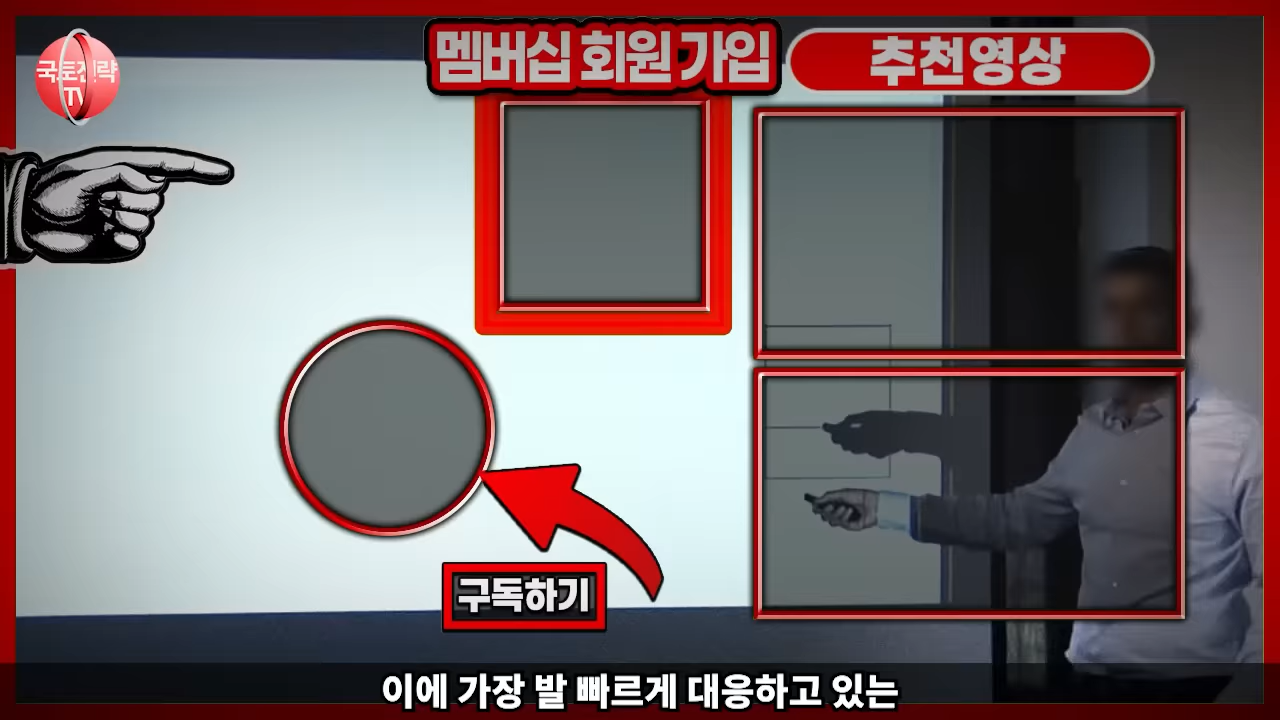 국토전략
TV
멤버십 회원 가입
추천영상
구독하기
이에 가장 발 빠르게 대응하고 있는